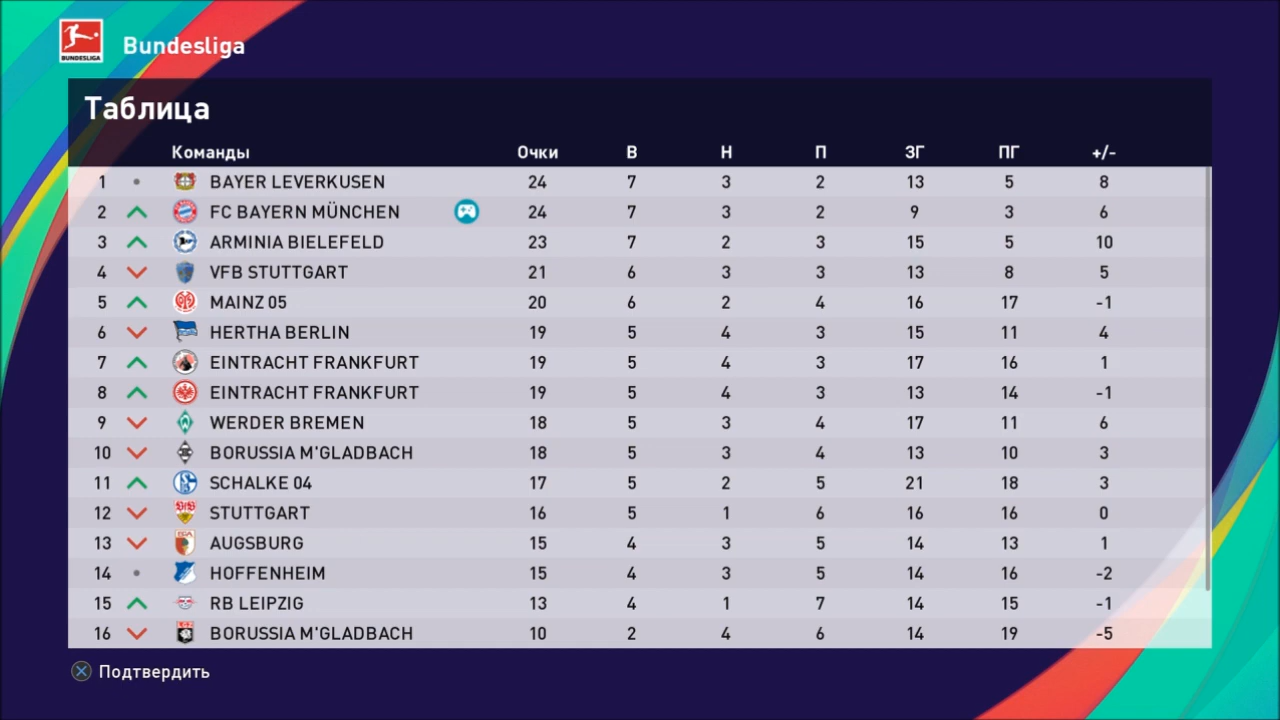 BUNDESLIGA
Bundesliga
Таблица
Команды Очки В Н П ЗГ ПГ +/-
1 BAYER LEVERKUSEN 24 7 3 2 13 5 8
2 FC BAYERN MÜNCHEN 24 7 3 2 9 3 6
3 ARMINIA BIELEFELD 23 7 2 3 15 5 10
4 VFB STUTTGART 21 6 3 3 13 8 5
5 MAINZ 05 20 6 2 4 16 17 -1
6 HERTHA BERLIN 19 5 4 3 15 11 4
7 EINTRACHT FRANKFURT 19 5 4 3 17 16 1
8 EINTRACHT FRANKFURT 19 5 4 3 13 14 -1
9 WERDER BREMEN 18 5 3 4 17 11 6
10 BORUSSIA M'GLADBACH 18 5 3 4 13 10 3
11 SCHALKE 04 17 5 2 5 21 18 3
12 STUTTGART 16 5 1 6 16 16 0
13 AUGSBURG 15 4 3 5 14 13 1
14 HOFFENHEIM 15 4 3 5 14 16 -2
15 RB LEIPZIG 13 4 1 7 14 15 -1
16 BORUSSIA M'GLADBACH 10 2 4 6 14 19 -5
Подтвердить